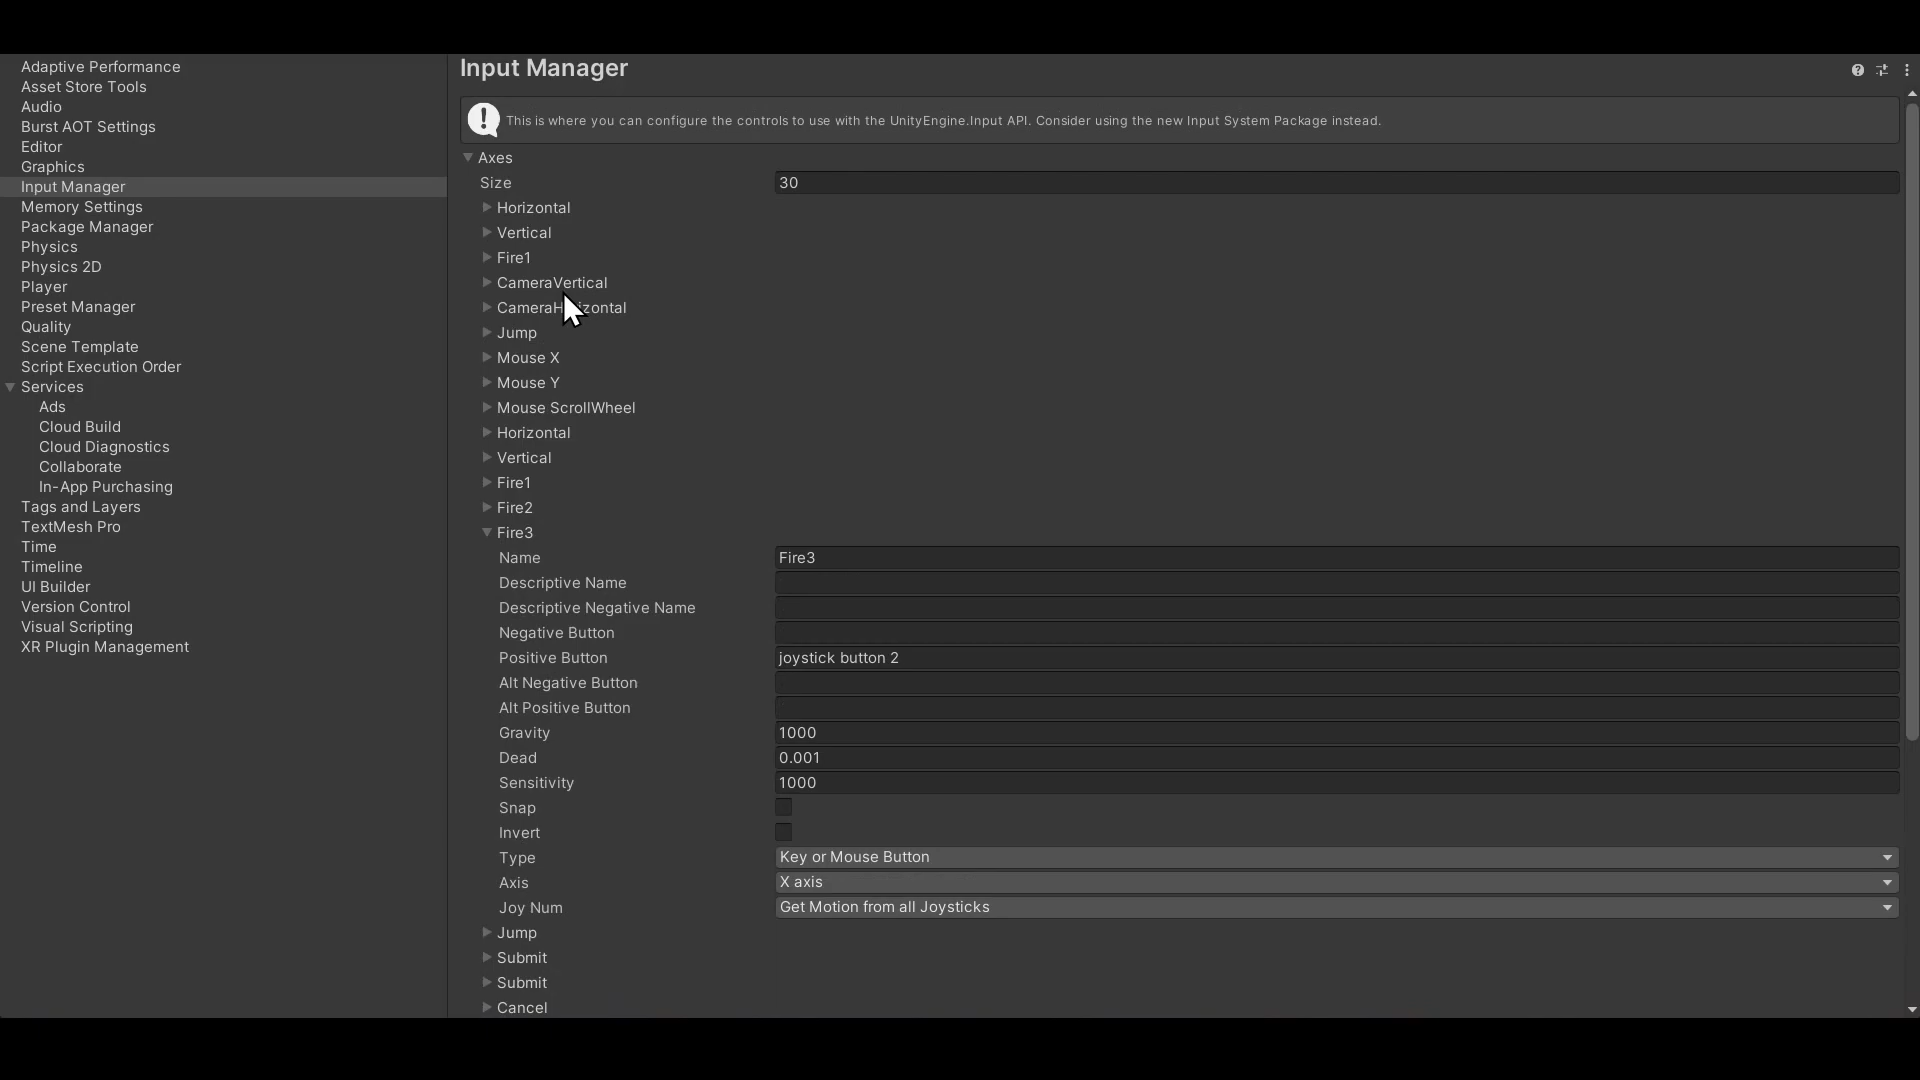 Adaptive Performance
Asset Store Tools
Audio
Burst AOT Settings
Editor
Graphics
Input Manager
Memory Settings
Package Manager
Physics
Physics 2D
Player
Preset Manager
Quality
Scene Template
Script Execution Order
Services
Ads
Cloud Build
Cloud Diagnostics
Collaborate
In-App Purchasing
Tags and Layers
TextMesh Pro
Time
Timeline
UI Builder
Version Control
Visual Scripting
XR Plugin Management
Input Manager
This is where you can configure the controls to use with the UnityEngine.Input API. Consider using the new Input System Package instead.
Axes
Size 30
Horizontal
Vertical
Fire1
CameraVertical
CameraHorizontal
Jump
Mouse X
Mouse Y
Mouse ScrollWheel
Horizontal
Vertical
Fire1
Fire2
Fire3
Name Fire3
Descriptive Name
Descriptive Negative Name
Negative Button
Positive Button joystick button 2
Alt Negative Button
Alt Positive Button
Gravity 1000
Dead 0.001
Sensitivity 1000
Snap
Invert
Type Key or Mouse Button
Axis X axis
Joy Num Get Motion from all Joysticks
Jump
Submit
Submit
Cancel